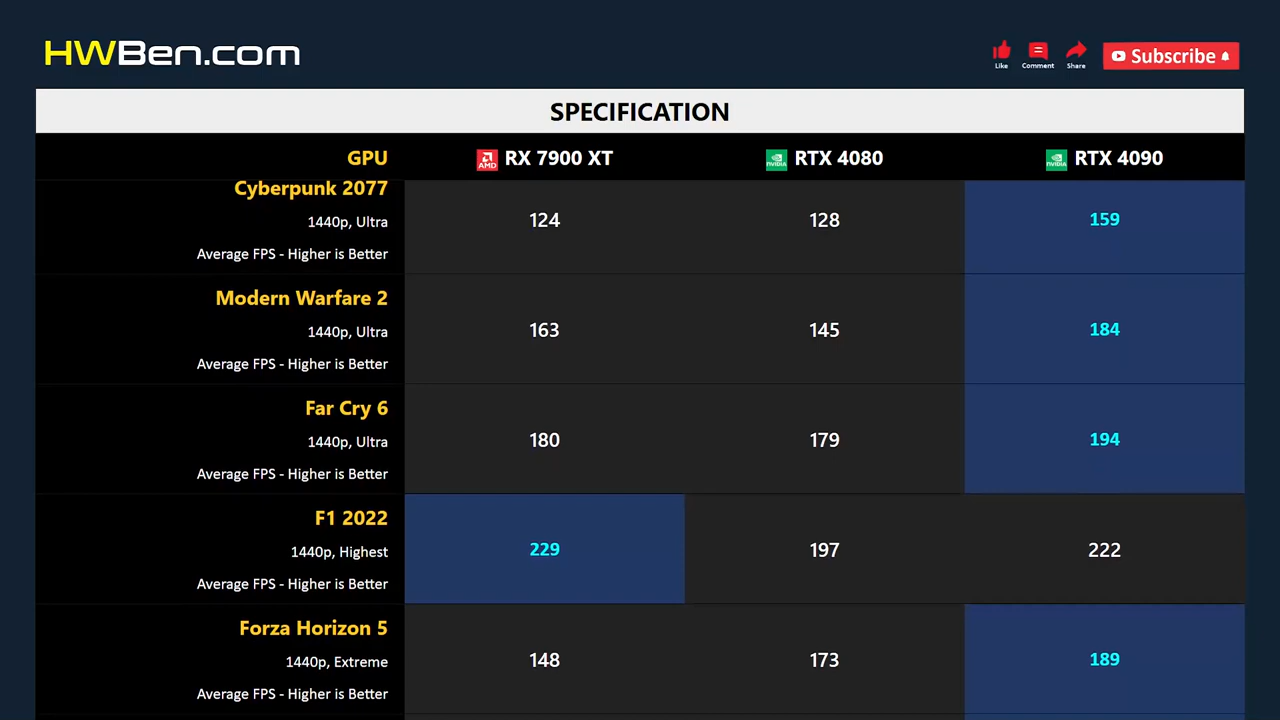 HWBen.com
Like
Comment
Share
Subscribe
SPECIFICATION
GPU
AMD RX 7900 XT
NVIDIA RTX 4080
NVIDIA RTX 4090
Cyberpunk 2077
1440p, Ultra
124
128
159
Average FPS - Higher is Better
Modern Warfare 2
1440p, Ultra
163
145
184
Average FPS - Higher is Better
Far Cry 6
1440p, Ultra
180
179
194
Average FPS - Higher is Better
F1 2022
1440p, Highest
229
197
222
Average FPS - Higher is Better
Forza Horizon 5
1440p, Extreme
148
173
189
Average FPS - Higher is Better